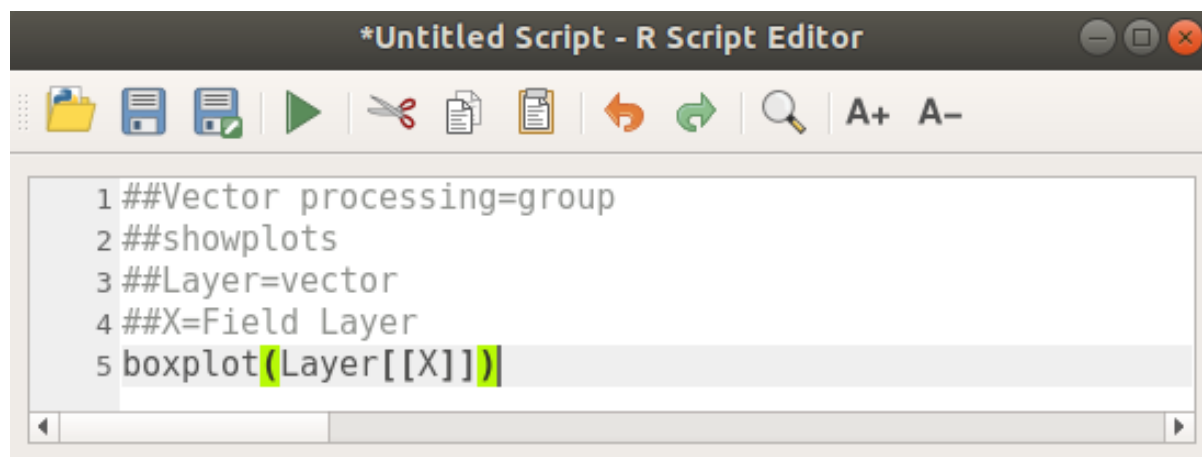 *Untitled Script - R Script Editor
A+ A-
1 ##Vector processing=group
2 ##showplots
3 ##Layer=vector
4 ##X=Field Layer
5 boxplot(Layer[[X]])